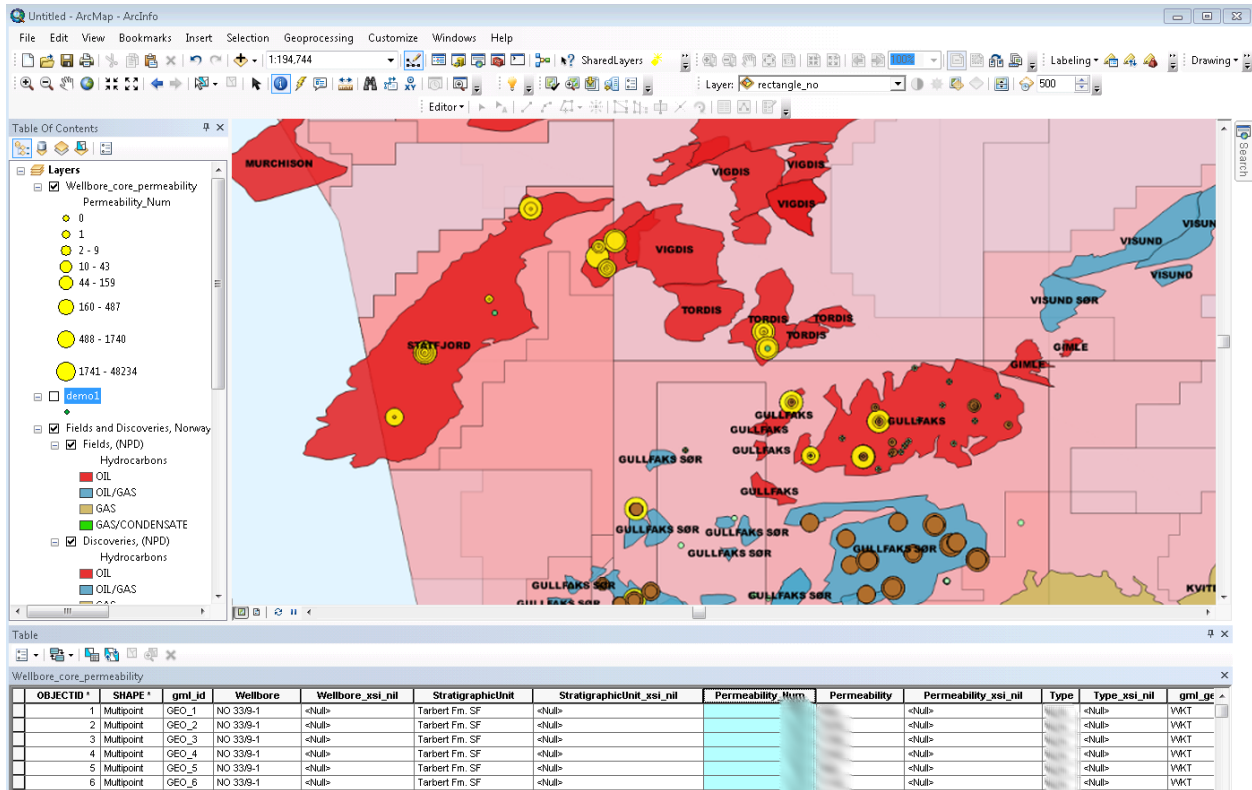 Untitled - ArcMap - ArcInfo
File Edit View Bookmarks Insert Selection Geoprocessing Customize Windows Help
1:194,744 SharedLayers 100% Labeling Drawing
Layer: rectangle_no 500
Editor
Table Of Contents
Search
Layers
Wellbore_core_permeability
Permeability_Num
0
1
2 - 9
10 - 43
44 - 159
160 - 487
488 - 1740
1741 - 48234
demo1
Fields and Discoveries, Norway
Fields, (NPD)
Hydrocarbons
OIL
OIL/GAS
GAS
GAS/CONDENSATE
Discoveries, (NPD)
Hydrocarbons
OIL
OIL/GAS
GAS
MURCHISON
VIGDIS
VIGDIS
VIGDIS
VISUN
VISUND
VIGDIS
VISUND
VISUND SØR
TORDIS
TORDIS
TORDIS
TORDIS
STATFJORD
GIMLE
GIMLE
GULLFAKS
GULLFAKS
GULLFAKS
GULLFAKS
GULLFAKS SØR
GULLFAKS
GULLFAKS SØR
GULLFAKS SØR
GULLFAKS SØR
GULLFAKS SØR
GULLFAKS SØR
GULLFAKS SØR
KVITE
GULLFAKS SØR
Table
Wellbore_core_permeability
OBJECTID * SHAPE * gml_id Wellbore Wellbore_xsi_nil StratigraphicUnit StratigraphicUnit_xsi_nil Permeability_Num Permeability Permeability_xsi_nil Type Type_xsi_nil gml_ge
1 Multipoint GEO_1 NO 33/9-1 <Null> Tarbert Fm. SF <Null> <Null> <Null> WKT
2 Multipoint GEO_2 NO 33/9-1 <Null> Tarbert Fm. SF <Null> <Null> <Null> WKT
3 Multipoint GEO_3 NO 33/9-1 <Null> Tarbert Fm. SF <Null> <Null> <Null> WKT
4 Multipoint GEO_4 NO 33/9-1 <Null> Tarbert Fm. SF <Null> <Null> <Null> WKT
5 Multipoint GEO_5 NO 33/9-1 <Null> Tarbert Fm. SF <Null> <Null> <Null> WKT
6 Multipoint GEO_6 NO 33/9-1 <Null> Tarbert Fm. SF <Null> <Null> <Null> WKT